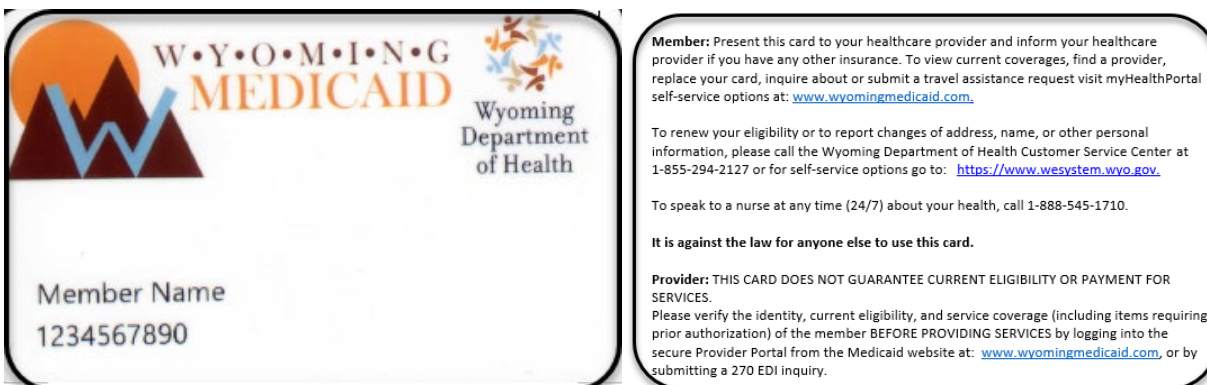 W•Y•O•M•I•N•G
MEDICAID
Wyoming
Department
of Health
Member Name
1234567890
Member: Present this card to your healthcare provider and inform your healthcare
provider if you have any other insurance. To view current coverages, find a provider,
replace your card, inquire about or submit a travel assistance request visit myHealthPortal
self-service options at: www.wyomingmedicaid.com.
To renew your eligibility or to report changes of address, name, or other personal
information, please call the Wyoming Department of Health Customer Service Center at
1-855-294-2127 or for self-service options go to: https://www.wesystem.wyo.gov.
To speak to a nurse at any time (24/7) about your health, call 1-888-545-1710.
It is against the law for anyone else to use this card.
Provider: THIS CARD DOES NOT GUARANTEE CURRENT ELIGIBILITY OR PAYMENT FOR
SERVICES.
Please verify the identity, current eligibility, and service coverage (including items requiring
prior authorization) of the member BEFORE PROVIDING SERVICES by logging into the
secure Provider Portal from the Medicaid website at: www.wyomingmedicaid.com, or by
submitting a 270 EDI inquiry.